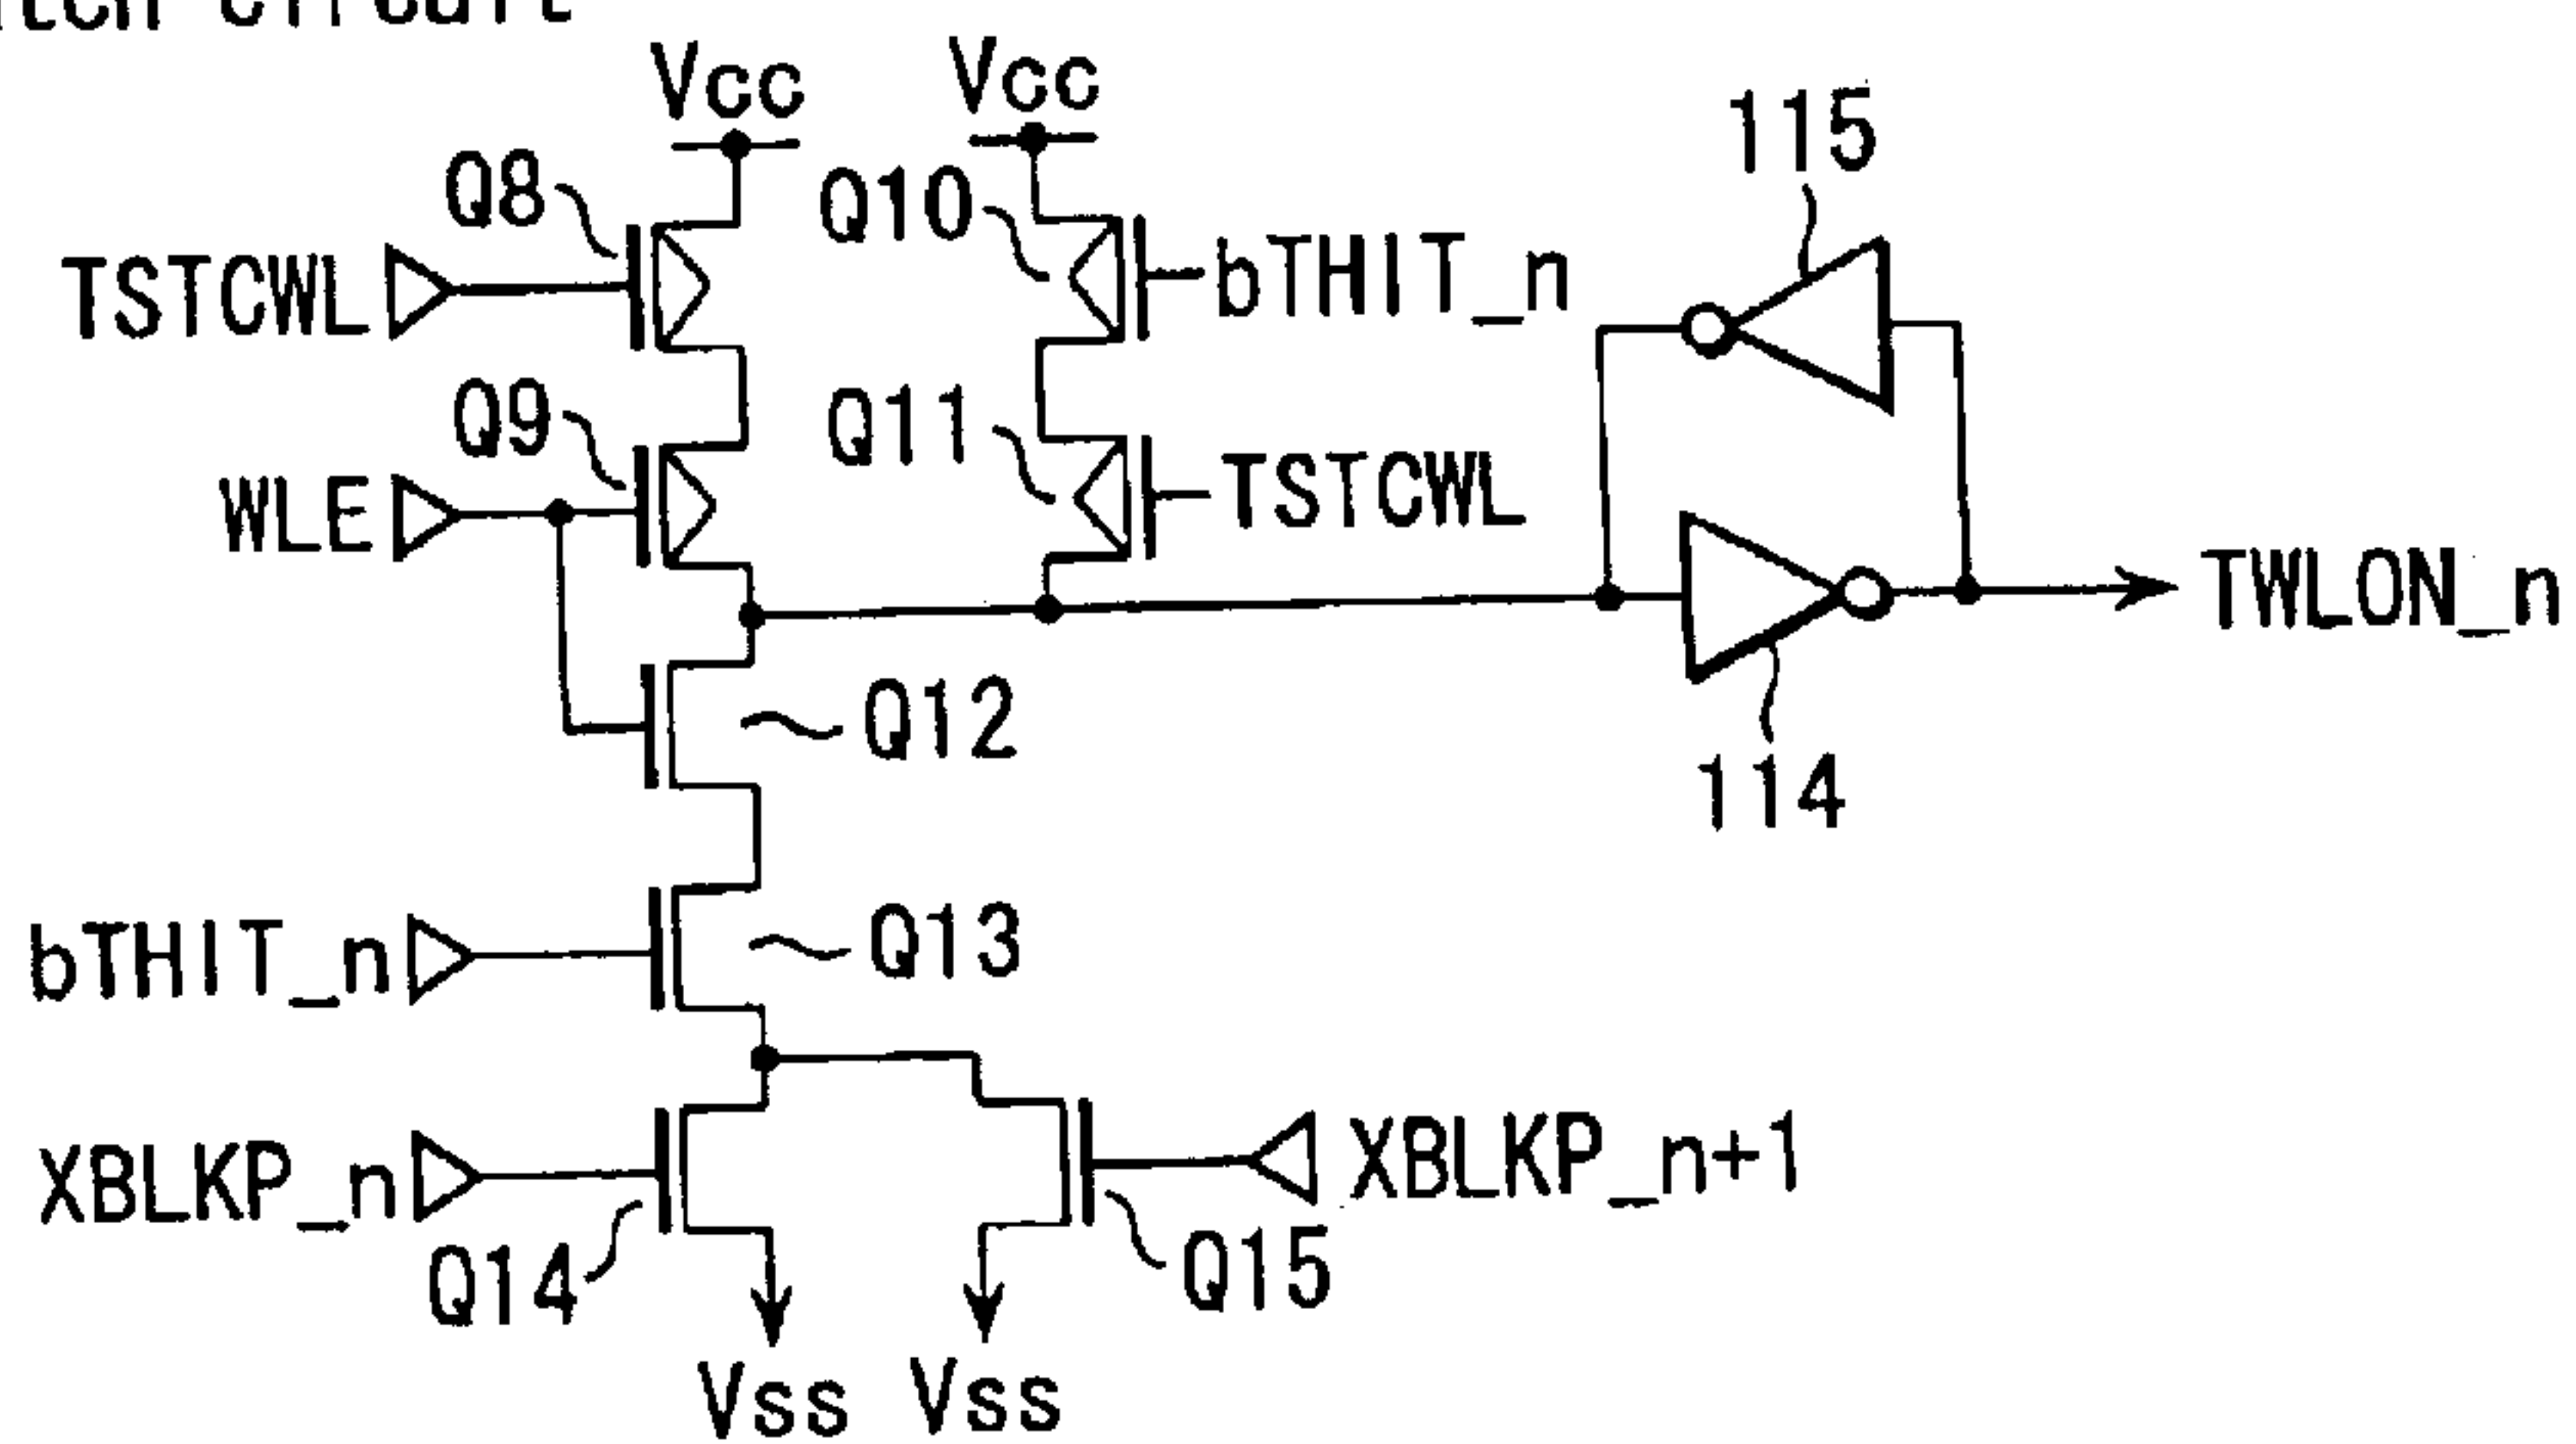 Vcc
Vcc
115
Q8
Q10
TSTCWL
bTHIT_n
Q9
Q11
WLE
TSTCWL
TWLON_n
Q12
114
bTHIT_n
Q13
XBLKP_n
XBLKP_n+1
Q14
Q15
Vss
Vss